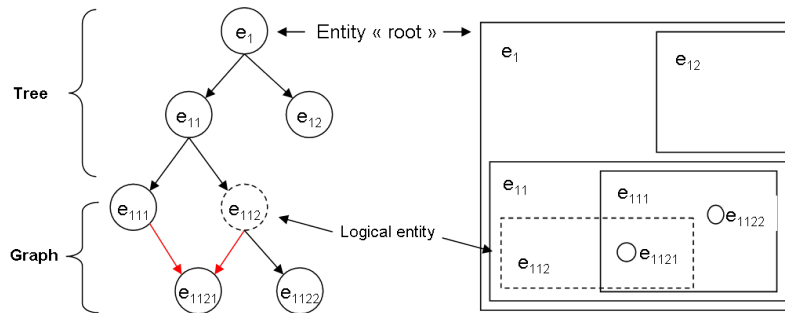 e1
Entity « root »
e1
e12
Tree
e11
e12
e11
e111
e111
e112
Logical entity
e1122
Graph
e112
e1121
e1121
e1122